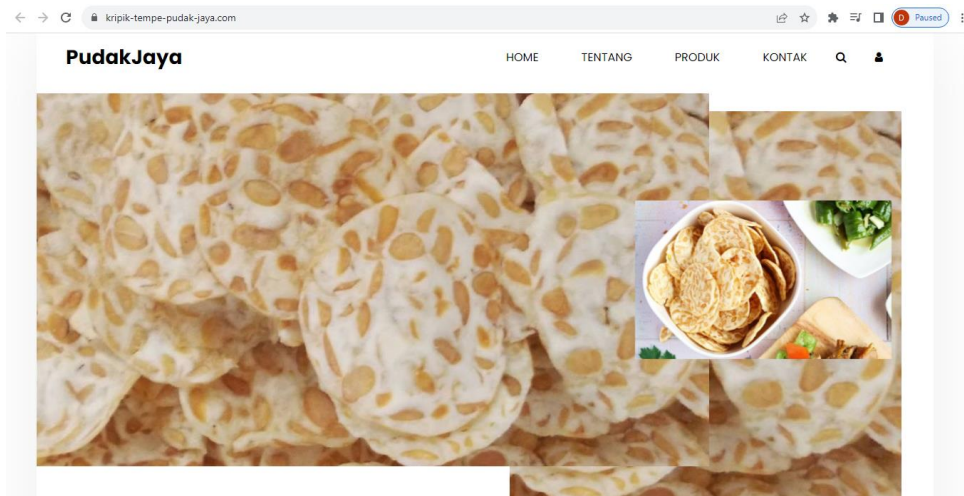 kripik-tempe-pudak-jaya.com
D Paused
PudakJaya HOME TENTANG PRODUK KONTAK